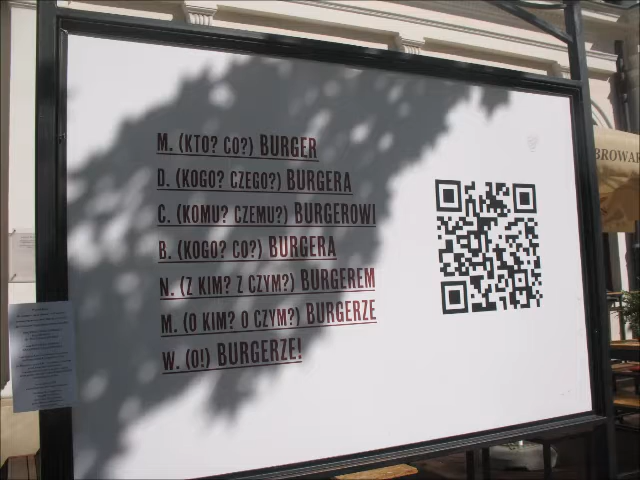 M. (KTO? CO?) BURGER
D. (KOGO? CZEGO?) BURGERA
C. (KOMU? CZEMU?) BURGEROWI
B. (KOGO? CO?) BURGERA
N. (Z KIM? Z CZYM?) BURGEREM
M. (O KIM? O CZYM?) BURGERZE
W. (O!) BURGERZE!
BROWAR